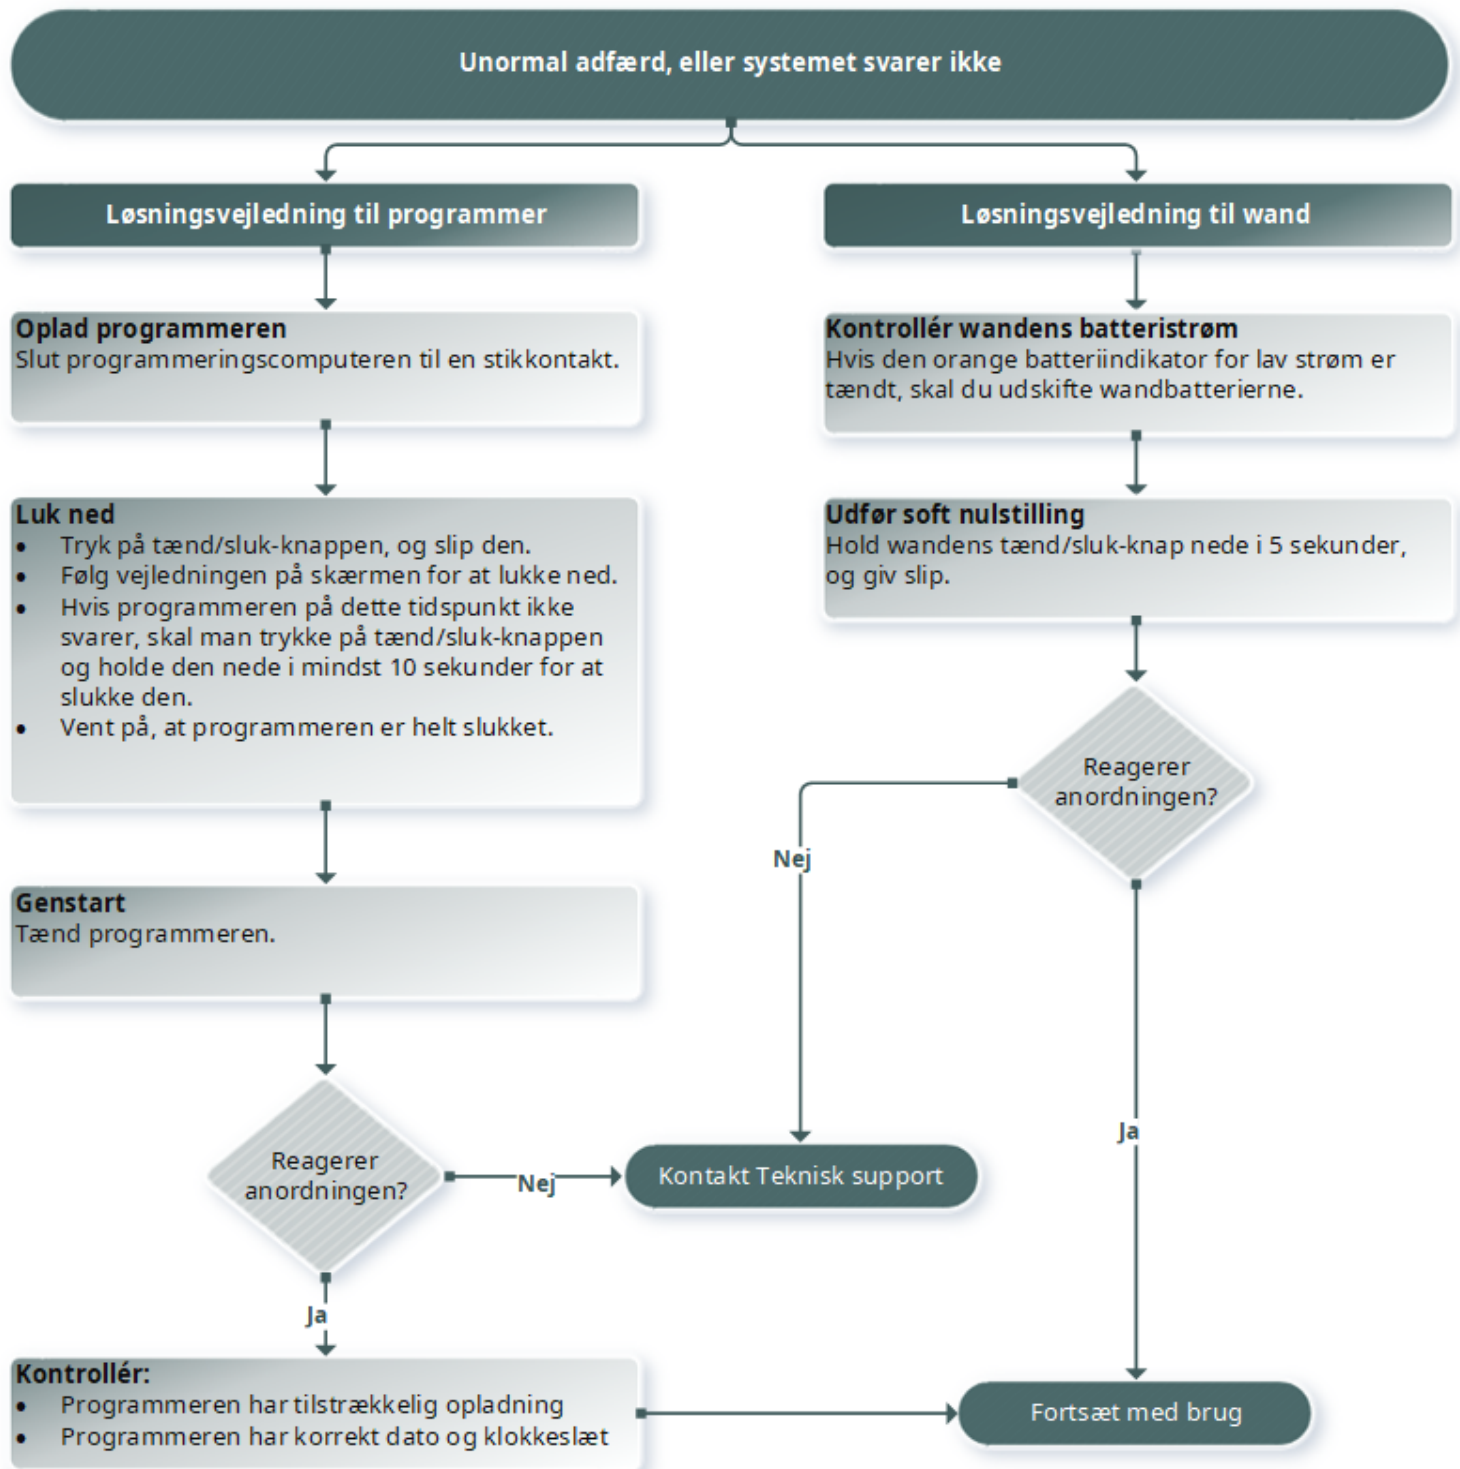 Unormal adfærd, eller systemet svarer ikke
Løsningsvejledning til programmer
Oplad programmeren
Slut programmeringscomputeren til en stikkontakt.
Luk ned
• Tryk på tænd/sluk-knappen, og slip den.
• Følg vejledningen på skærmen for at lukke ned.
• Hvis programmeren på dette tidspunkt ikke
svarer, skal man trykke på tænd/sluk-knappen
og holde den nede i mindst 10 sekunder for at
slukke den.
• Vent på, at programmeren er helt slukket.
Genstart
Tænd programmeren.
Reagerer
anordningen?
Nej
Ja
Kontrollér:
• Programmeren har tilstrækkelig opladning
• Programmeren har korrekt dato og klokkeslæt
Løsningsvejledning til wand
Kontrollér wandens batteristrøm
Hvis den orange batteriindikator for lav strøm er
tændt, skal du udskifte wandbatterierne.
Udfør soft nulstilling
Hold wandens tænd/sluk-knap nede i 5 sekunder,
og giv slip.
Reagerer
anordningen?
Nej
Ja
Kontakt Teknisk support
Fortsæt med brug